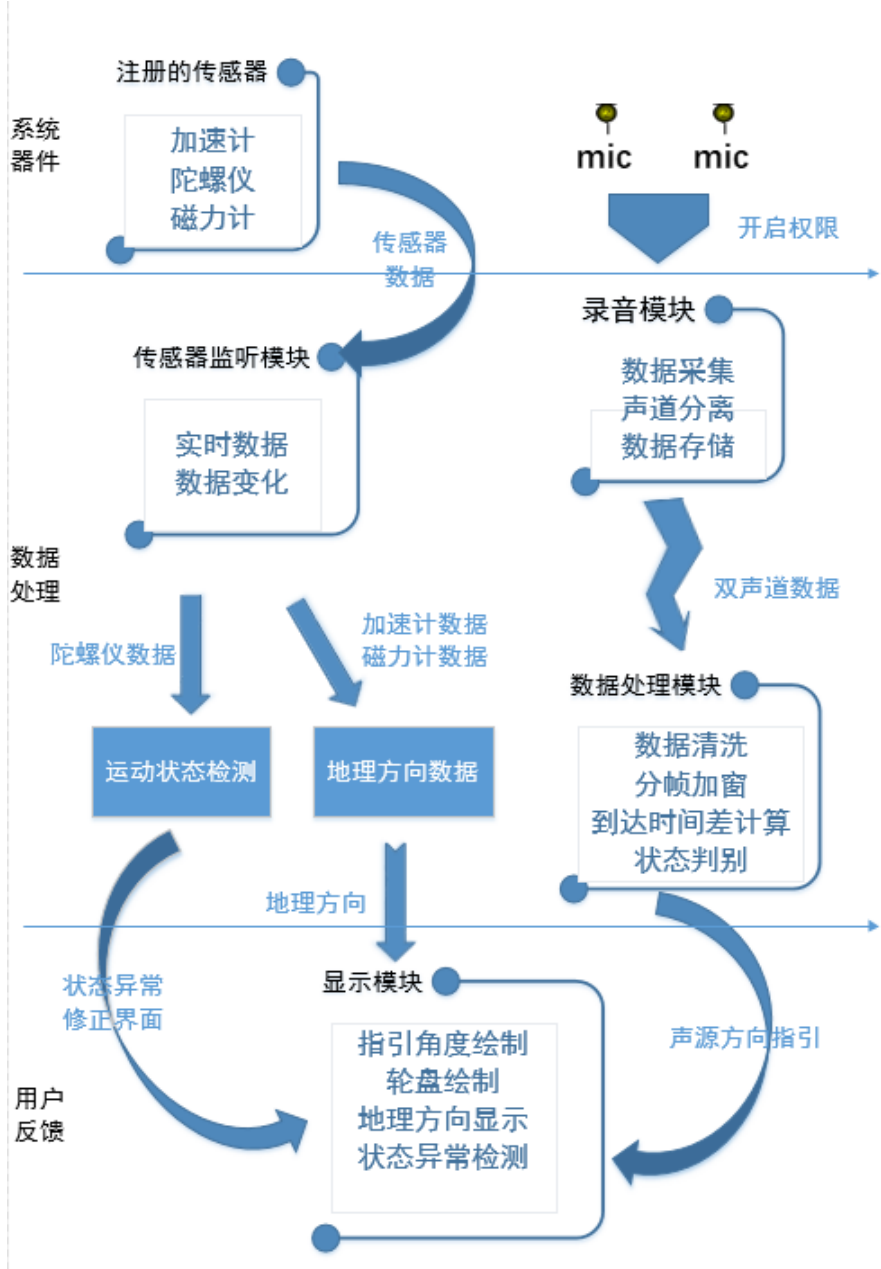 注册的传感器
系统
器件
加速计
陀螺仪
磁力计
mic
mic
传感器
数据
开启权限
传感器监听模块
实时数据
数据变化
录音模块
数据采集
声道分离
数据存储
数据
处理
陀螺仪数据
加速计数据
磁力计数据
双声道数据
运动状态检测
地理方向数据
数据处理模块
数据清洗
分帧加窗
到达时间差计算
状态判别
地理方向
状态异常
修正界面
显示模块
指引角度绘制
轮盘绘制
地理方向显示
状态异常检测
声源方向指引
用户
反馈